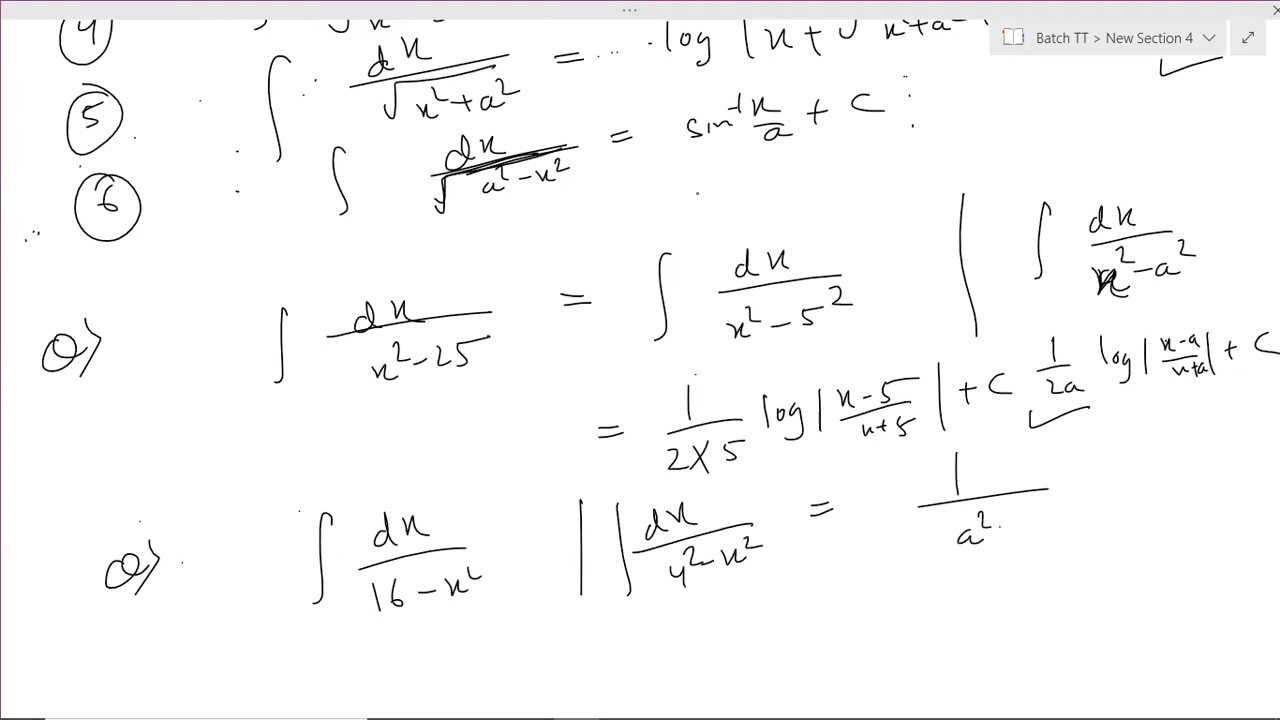 Batch TT > New Section 4
④ ∫ √x²
⑤ ∫ dx/√(x²+a²) = log |x+√x²+a²
⑥ ∫ dx/√(a²−x²) = sin⁻¹ x/a + C
∫ dx/(x²−a²)
Q> ∫ dx/(x²−25) = ∫ dx/(x²−5²)
= 1/(2×5) log |(x−5)/(x+5)| + C
1/2a log |(x−a)/(x+a)| + C
Q> ∫ dx/(16−x²) | ∫ dx/(4²−x²) = 1/a²